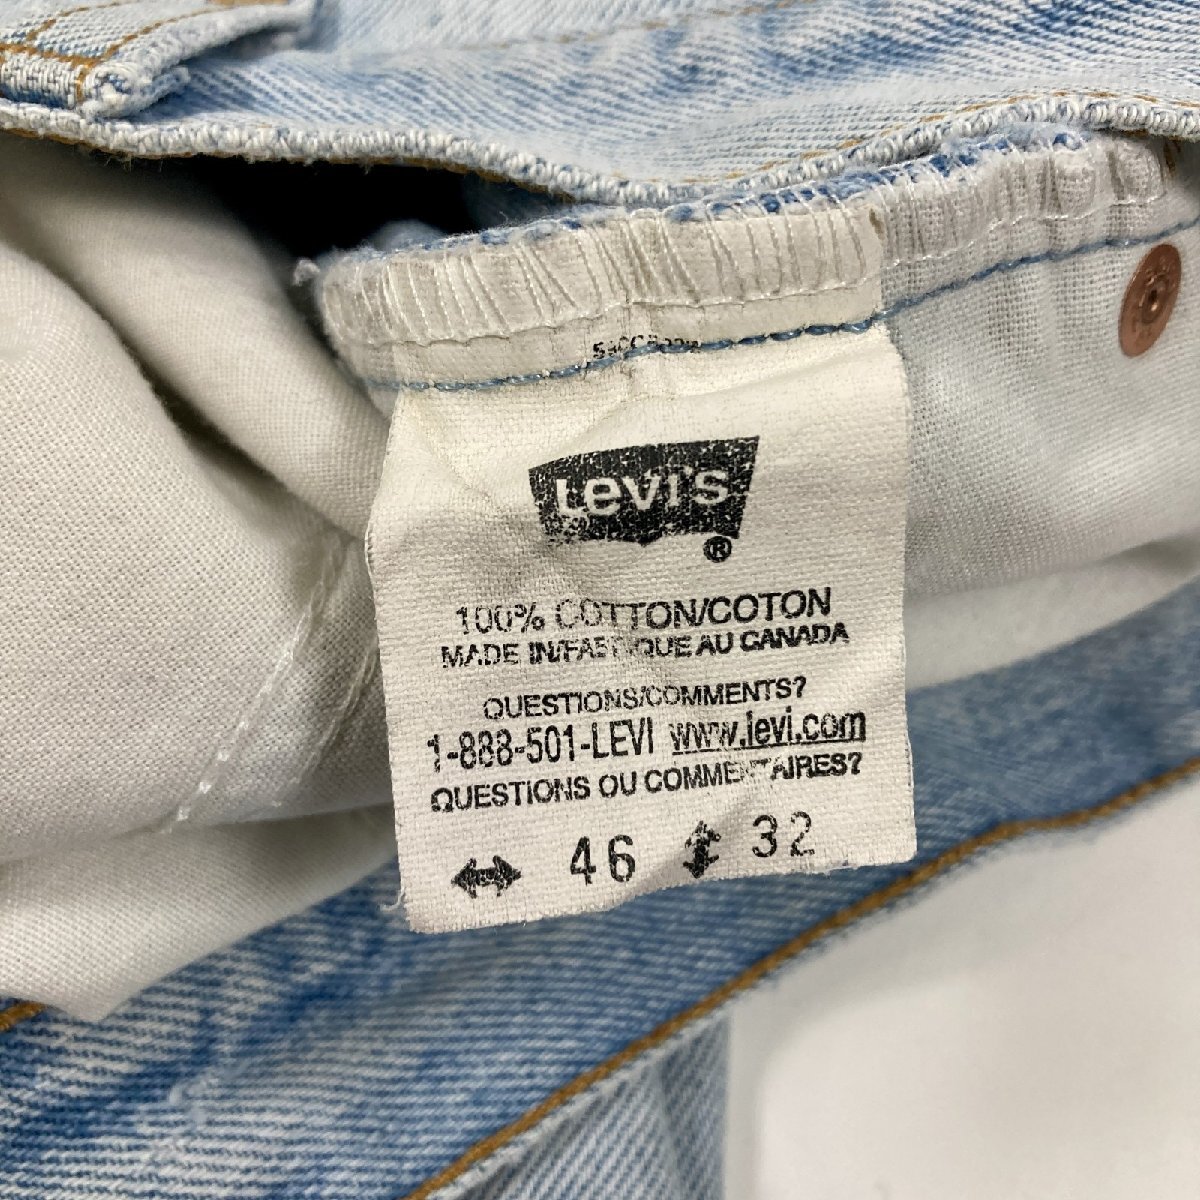 Levi's
®
100% COTTON/COTON
MADE IN/FABRIQUE AU CANADA
QUESTIONS/COMMENTS?
1-888-501-LEVI www.levi.com
QUESTIONS OU COMMENTAIRES?
↔ 46 ↕ 32